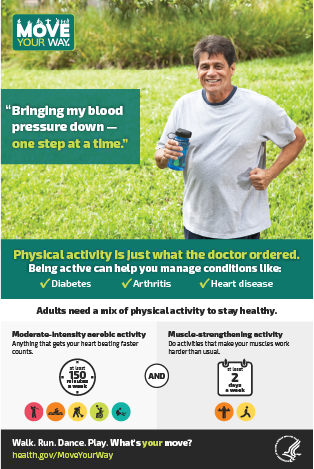 MOVE
YOUR WAY.
“Bringing my blood
pressure down —
one step at a time.”
Physical activity is just what the doctor ordered.
Being active can help you manage conditions like:
Diabetes
Arthritis
Heart disease
Adults need a mix of physical activity to stay healthy.
Moderate-intensity aerobic activity
Anything that gets your heart beating faster
counts.
at least
150
minutes
a week
AND
Muscle-strengthening activity
Do activities that make your muscles work
harder than usual.
at least
2
days
a week
Walk. Run. Dance. Play. What's your move?
health.gov/MoveYourWay